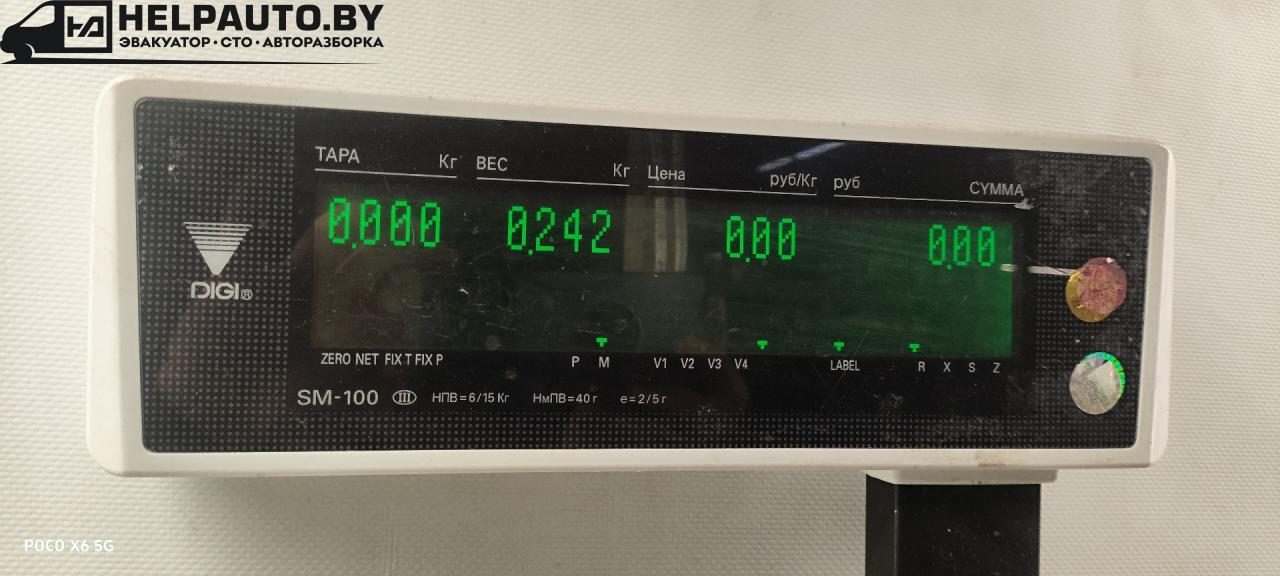 HELPAUTO.BY
ЭВАКУАТОР·СТО·АВТОРАЗБОРКА
ТАРА Кг ВЕС Кг Цена руб/Кг руб СУММА
0.000 0.242 0.00 0.00
DIGI®
ZERO NET FIX T FIX P P M V1 V2 V3 V4 LABEL R X S Z
SM-100 III НПВ=6/15 Кг НмПВ=40 г e=2/5 г
POCO X6 5G